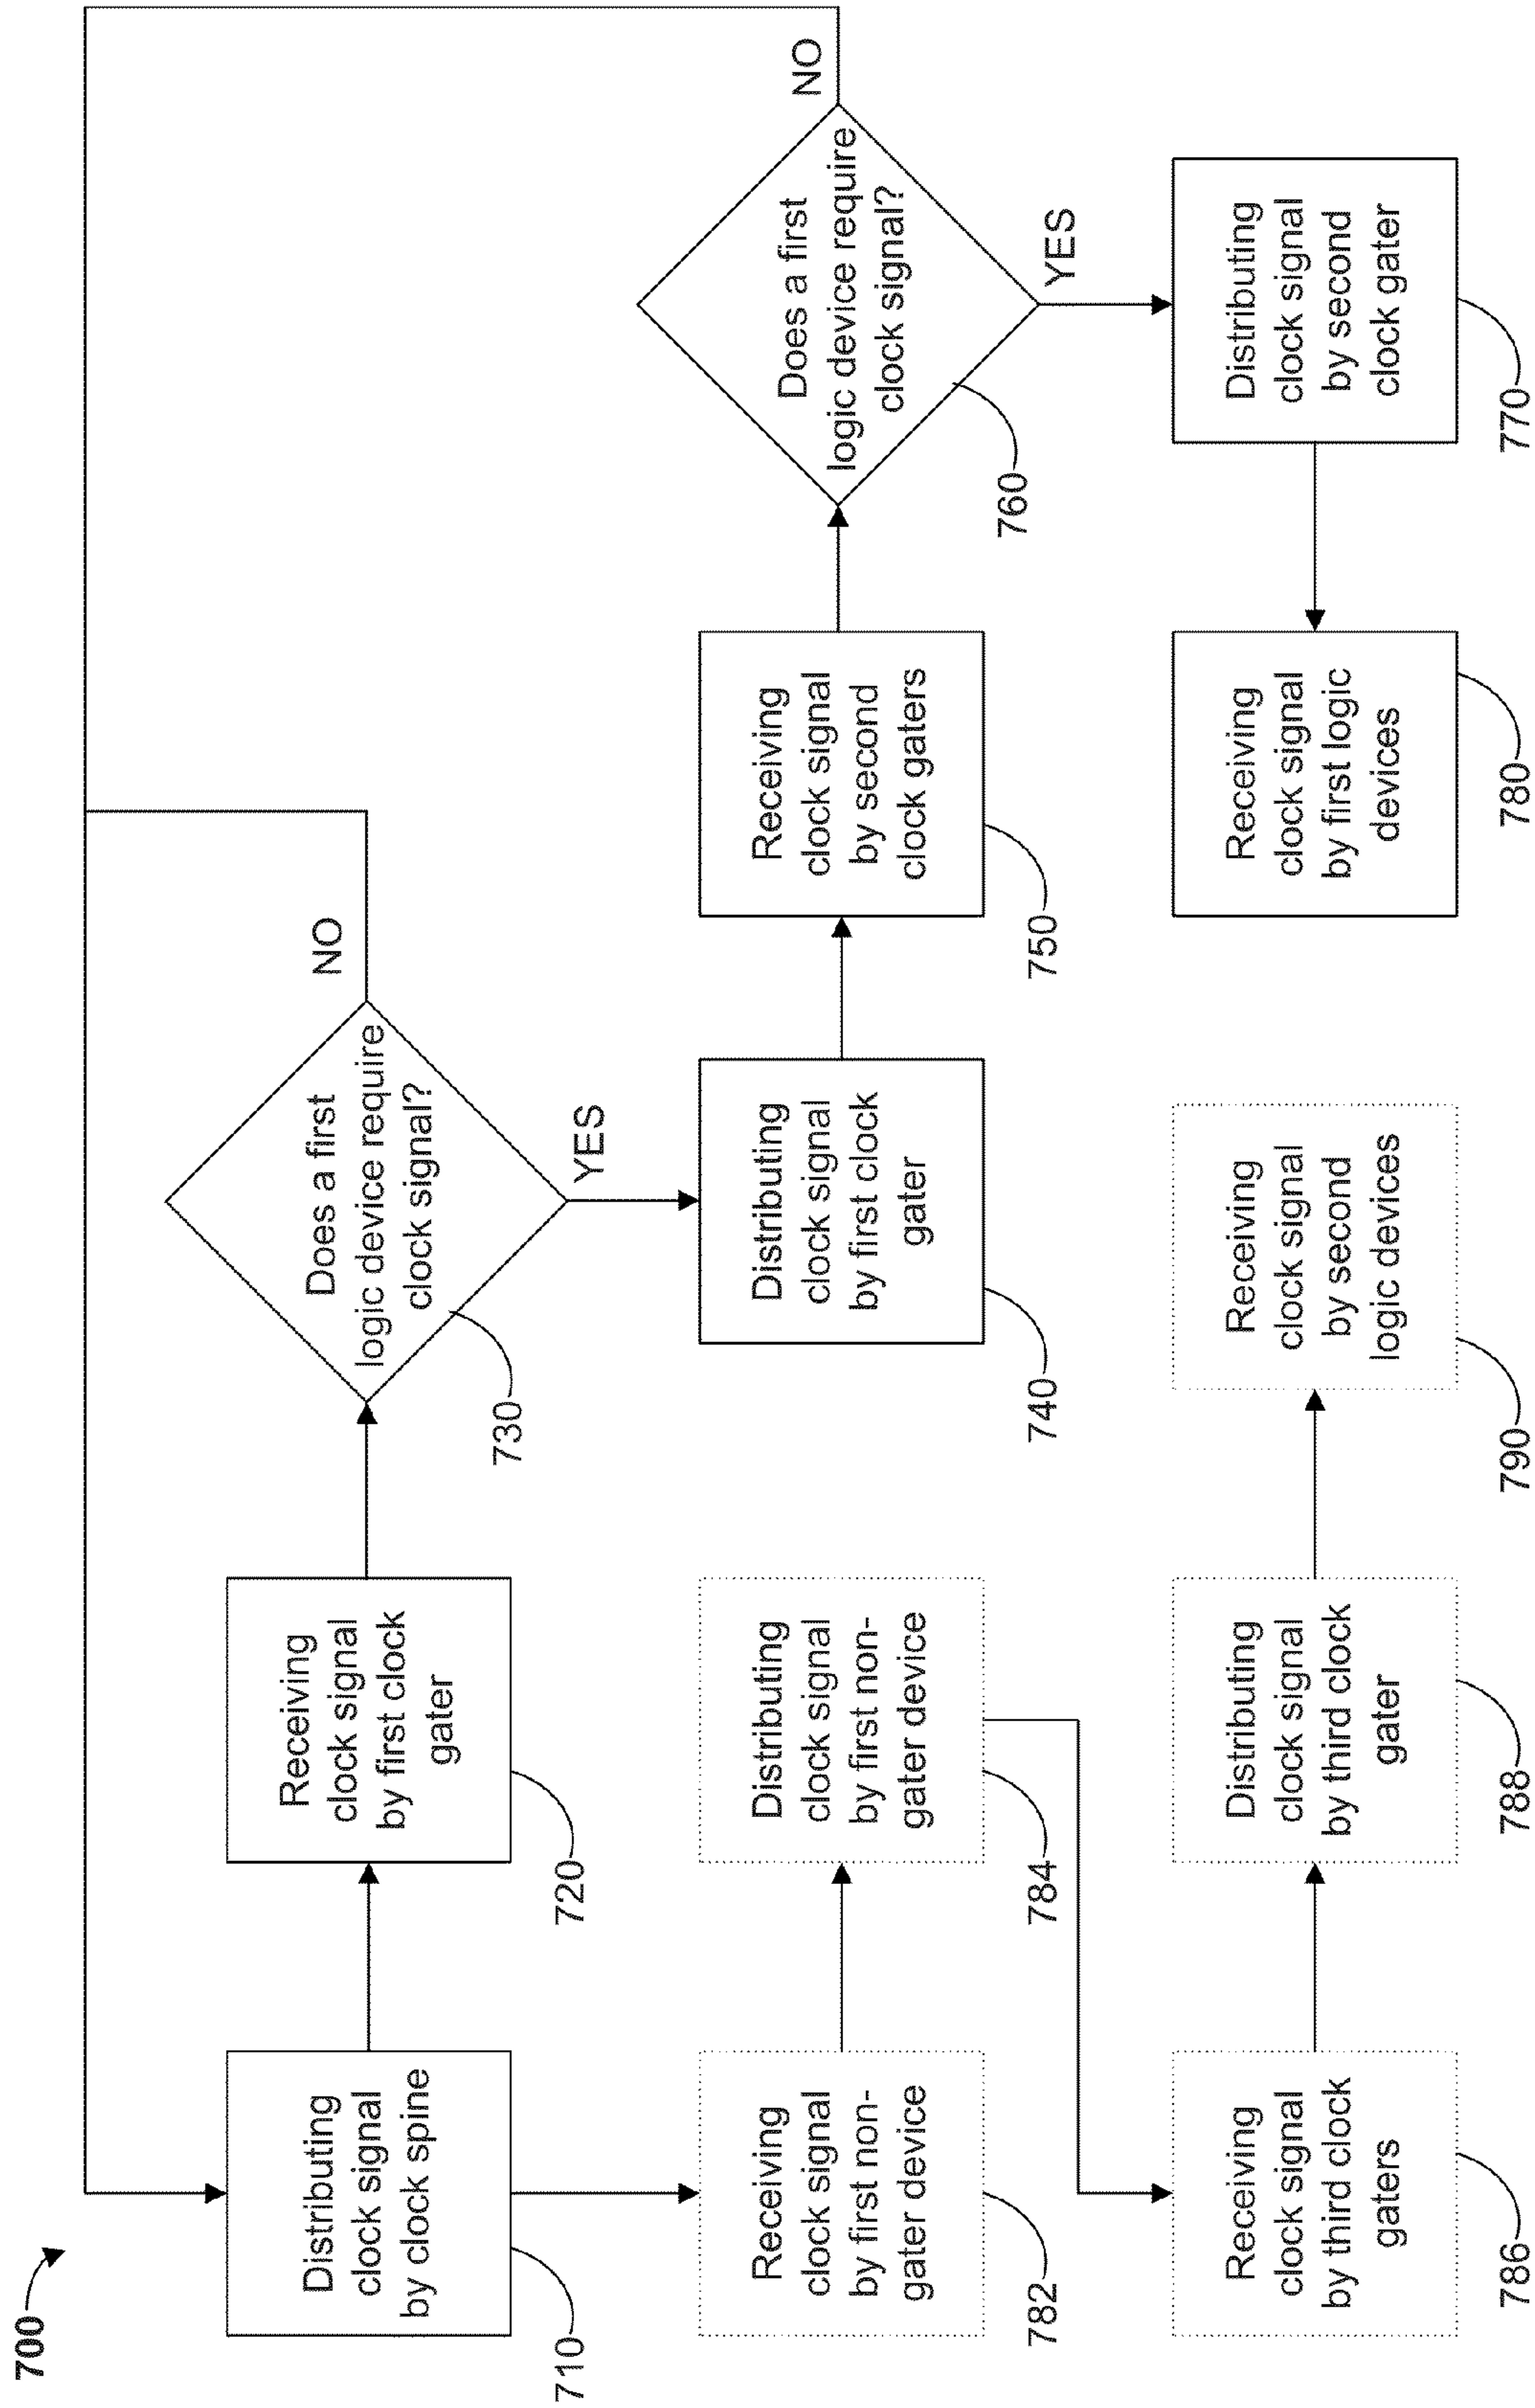 700
Distributing
clock signal
by clock spine
710
Receiving
clock signal
by first clock
gater
720
Does a first
logic device require
clock signal?
730
NO
YES
Distributing
clock signal
by first clock
gater
740
Receiving
clock signal
by second
clock gaters
750
Does a first
logic device require
clock signal?
760
NO
YES
Distributing
clock signal
by second
clock gater
770
Receiving
clock signal
by first logic
devices
780
Receiving
clock signal
by first non-
gater device
782
Distributing
clock signal
by first non-
gater device
784
Receiving
clock signal
by third clock
gaters
786
Distributing
clock signal
by third clock
gater
788
Receiving
clock signal
by second
logic devices
790